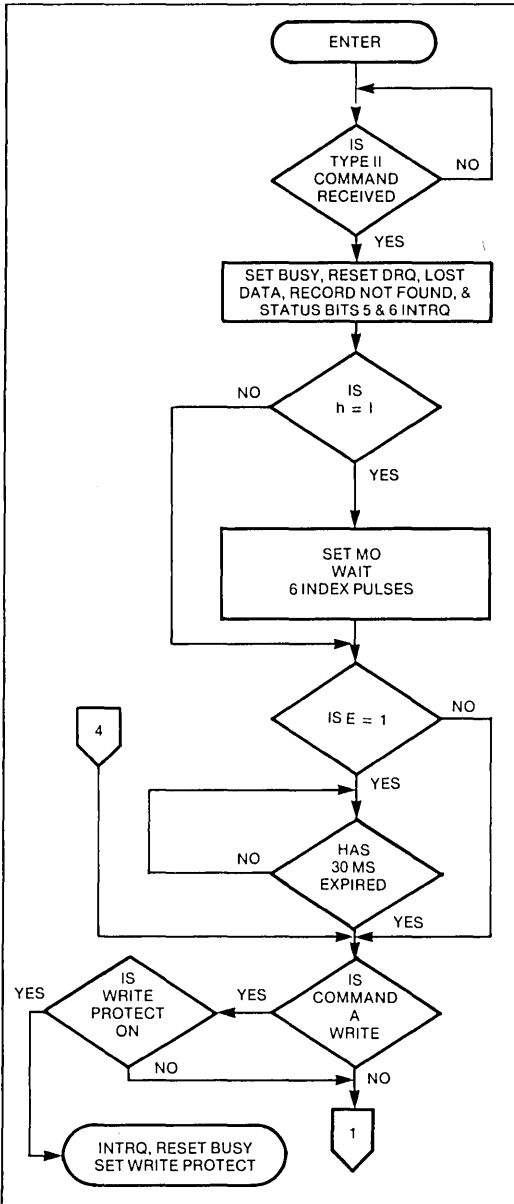 ENTER
IS
TYPE II
COMMAND
RECEIVED
NO
YES
SET BUSY, RESET DRQ, LOST
DATA, RECORD NOT FOUND, &
STATUS BITS 5 & 6 INTRQ
NO
IS
h = I
YES
SET MO
WAIT
6 INDEX PULSES
IS E = 1
NO
4
YES
HAS
30 MS
EXPIRED
NO
YES
IS
COMMAND
A
WRITE
YES
IS
WRITE
PROTECT
ON
YES
NO
NO
1
INTRQ, RESET BUSY
SET WRITE PROTECT